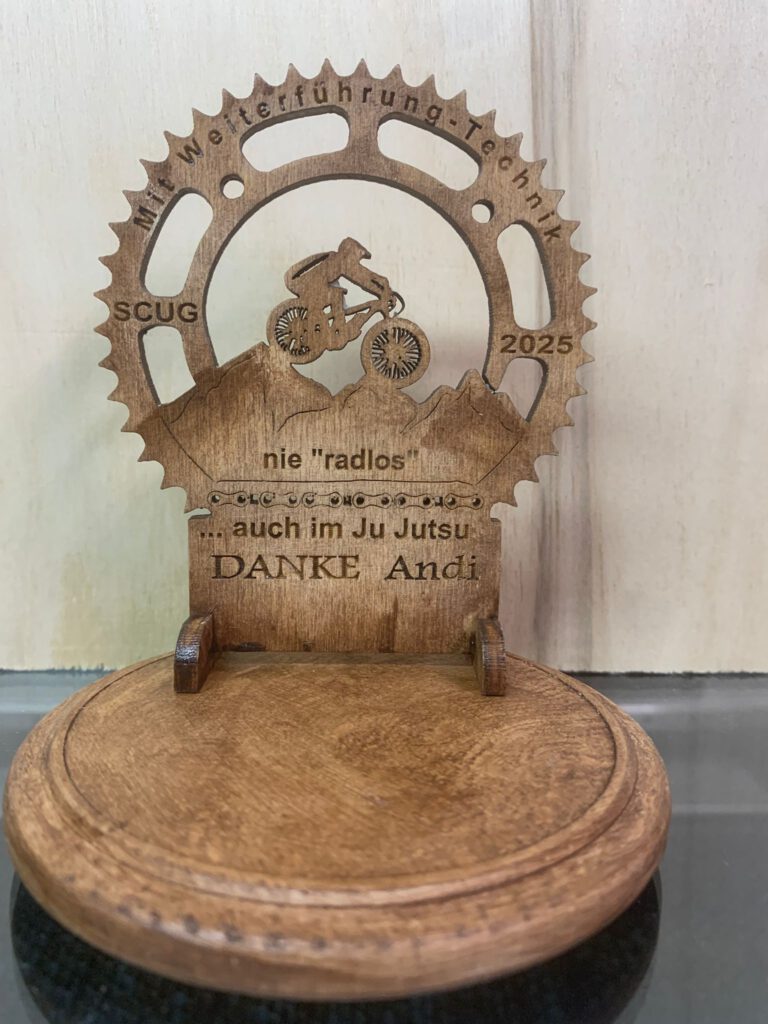 Mit Weiterführung-Technik
SCUG
2025
nie "radlos"
... auch im Ju Jutsu
DANKE Andi